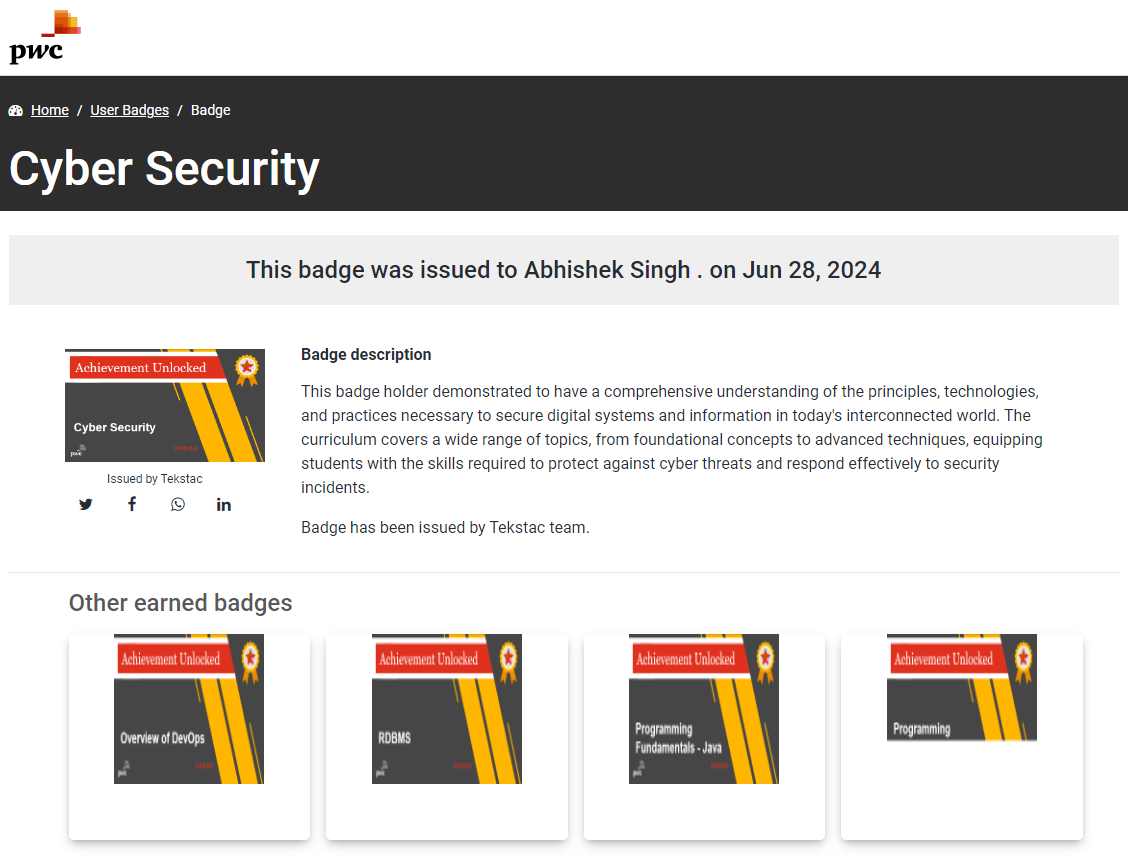 pwc
Home / User Badges / Badge
Cyber Security
This badge was issued to Abhishek Singh . on Jun 28, 2024
Achievement Unlocked
Cyber Security
pwc
Issued by Tekstac
Badge description
This badge holder demonstrated to have a comprehensive understanding of the principles, technologies,
and practices necessary to secure digital systems and information in today's interconnected world. The
curriculum covers a wide range of topics, from foundational concepts to advanced techniques, equipping
students with the skills required to protect against cyber threats and respond effectively to security
incidents.
Badge has been issued by Tekstac team.
Other earned badges
Achievement Unlocked
Overview of DevOps
pwc
Achievement Unlocked
RDBMS
pwc
Achievement Unlocked
Programming
Fundamentals - Java
pwc
Achievement Unlocked
Programming